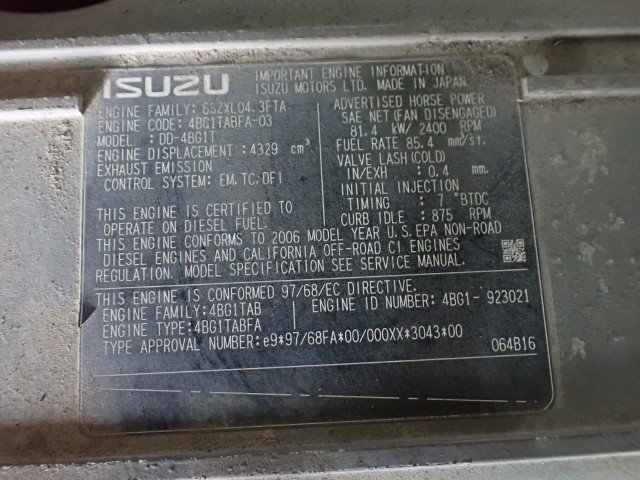 ISUZU
IMPORTANT ENGINE INFORMATION
ISUZU MOTORS LTD. MADE IN JAPAN
ENGINE FAMILY: 6SZXL04.3FTA
ENGINE CODE: 4BG1TABFA-03
MODEL : DD-4BG1T
ENGINE DISPLACEMENT: 4329 cm³
EXHAUST EMISSION
CONTROL SYSTEM: EM, TC, DFI
THIS ENGINE IS CERTIFIED TO
OPERATE ON DIESEL FUEL.
ADVERTISED HORSE POWER
SAE NET (FAN DISENGAGED)
81.4 kW/ 2400 RPM
FUEL RATE 85.4 mm³/st.
VALVE LASH (COLD)
IN/EXH : 0.4 mm.
INITIAL INJECTION
TIMING : 7 °BTDC
CURB IDLE : 875 RPM
THIS ENGINE CONFORMS TO 2006 MODEL YEAR U.S.EPA NON-ROAD
DIESEL ENGINES AND CALIFORNIA OFF-ROAD CI ENGINES
REGULATION. MODEL CHANGES SEE SERVICE MANUAL.
THIS ENGINE IS CONFORMED 97/68/EC DIRECTIVE.
ENGINE FAMILY: 4BG1TAB
ENGINE ID NUMBER: 4BG1- 923021
ENGINE TYPE: 4BG1TABFA
TYPE APPROVAL NUMBER: e9*97/68FA*00/000XX*3043*00
064B16